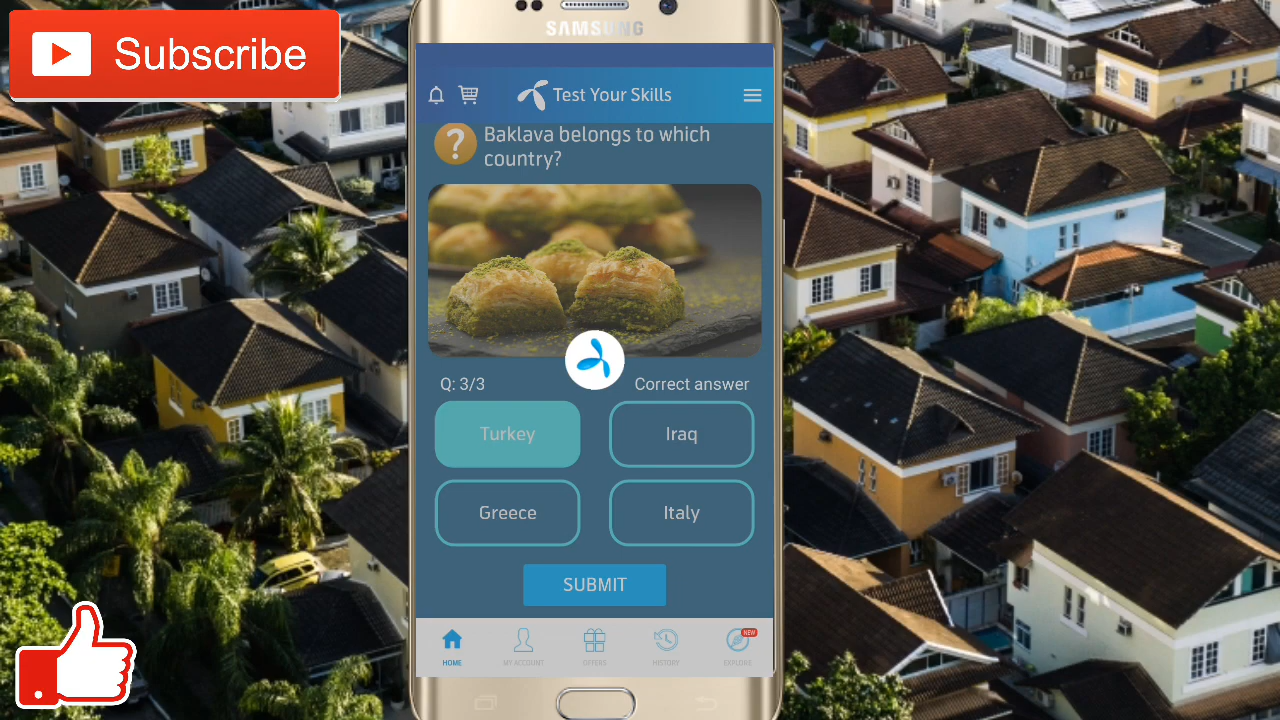 Subscribe
SAMSUNG
Test Your Skills
Baklava belongs to which
country?
Q: 3/3
Correct answer
Turkey
Iraq
Greece
Italy
SUBMIT
NEW
HOME
MY ACCOUNT
OFFERS
HISTORY
EXPLORE